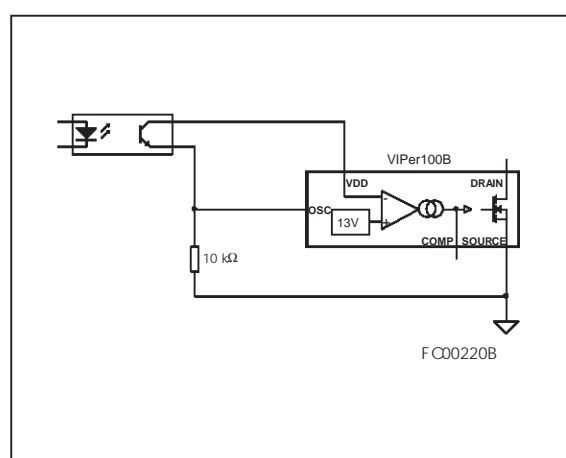 VIPer100B
VDD
DRAIN
OSC
-
13V
+
COMP SOURCE
10 kΩ
FC00220B